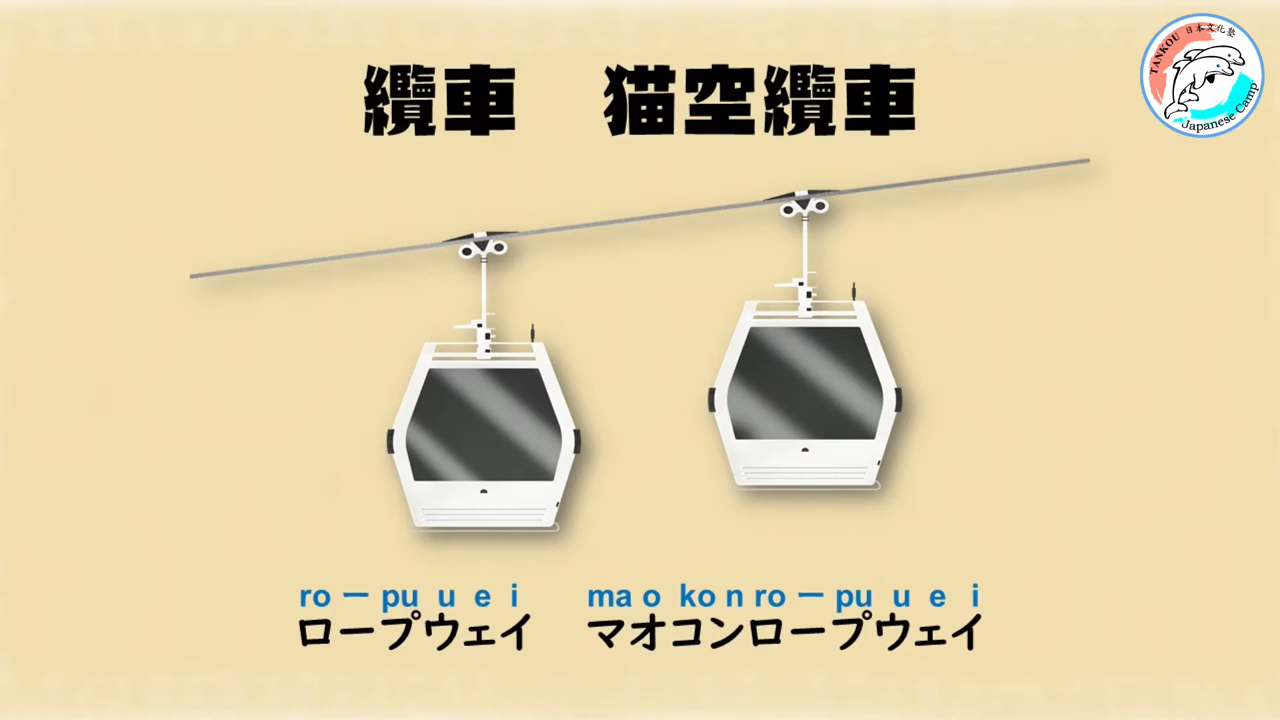 纜車 猫空纜車
TANKOU 日本文化塾
Japanese Camp
ro ー pu u e i ma o ko n ro ー pu u e i
ロープウェイ マオコンロープウェイ